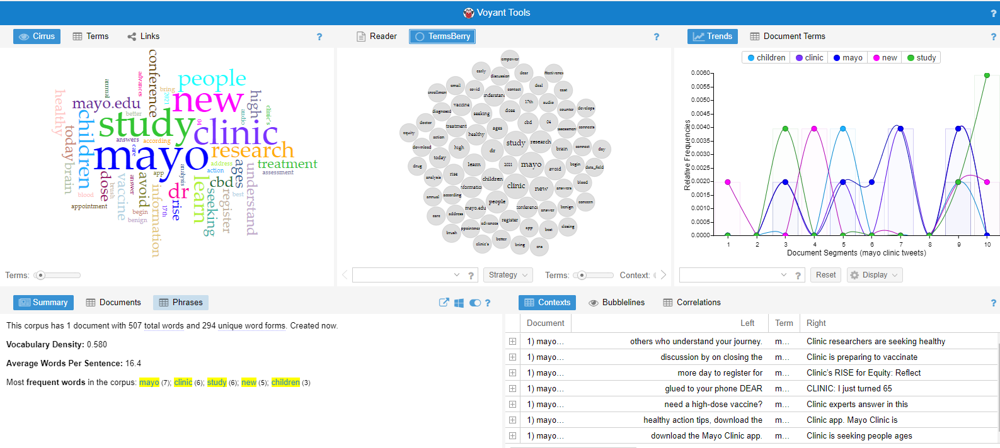 Voyant Tools ?
Cirrus Terms Links ?
conference
people
annual
advances
bring
2021
new
high
healthy
mayo.edu
better
audio
clinic's
children
study
04
clinic
today
answers
according
care
mayo
research
brain
address
treatment
action
assessment
dose
app
analysis
ages
understand
blood
brush
vaccine
answer
avoid
information
dr
learn
cbd
seeking
register
best
appointment
begin
benign
17th
rise
Terms:
Reader TermsBerry ?
empower
early
discussion
dear
effectivenes
email
covid
contact
deal
cast
enrollment
understan
vaccine
17th
audio
diagnosed
seeking
dose
counter
develops
doctor
treatment
ages
cbd
04
assessment
connects
equity
action
healthy
study
research
download
high
dr
brain
connect
day
today
learn
2021
mayo
avoid
begin
data_field
drug
rise
children
analysis
informatio
clinic
new
answers
blood
annual
according
people
conferenc
answer
benign
concern
mayo.edu
care
address
advances
register
app
best
closing
appointmen
brush
clinic's
better
bring
cns
? Strategy Terms: Context:
Trends Document Terms ?
children clinic mayo new study
0.0060
0.0055
0.0050
0.0045
0.0040
0.0035
0.0030
0.0025
0.0020
0.0015
0.0010
0.0005
0.0000
Relative Frequencies
1 2 3 4 5 6 7 8 9 10
Document Segments (mayo clinic tweets)
? Reset Display
Summary Documents Phrases ?
This corpus has 1 document with 507 total words and 294 unique word forms. Created now.
Vocabulary Density: 0.580
Average Words Per Sentence: 16.4
Most frequent words in the corpus: mayo (7); clinic (6); study (6); new (5); children (3)
Contexts Bubblelines Correlations ?
Document Left Term Right
1) mayo... others who understand your journey. m... Clinic researchers are seeking healthy
1) mayo... discussion by on closing the m... Clinic is preparing to vaccinate
1) mayo... more day to register for m... Clinic's RISE for Equity: Reflect
1) mayo... glued to your phone DEAR m... CLINIC: I just turned 65
1) mayo... need a high-dose vaccine? m... Clinic experts answer in this
1) mayo... healthy action tips, download the m... Clinic app. Mayo Clinic is
1) mayo... download the Mayo Clinic app. m... Clinic is seeking people ages